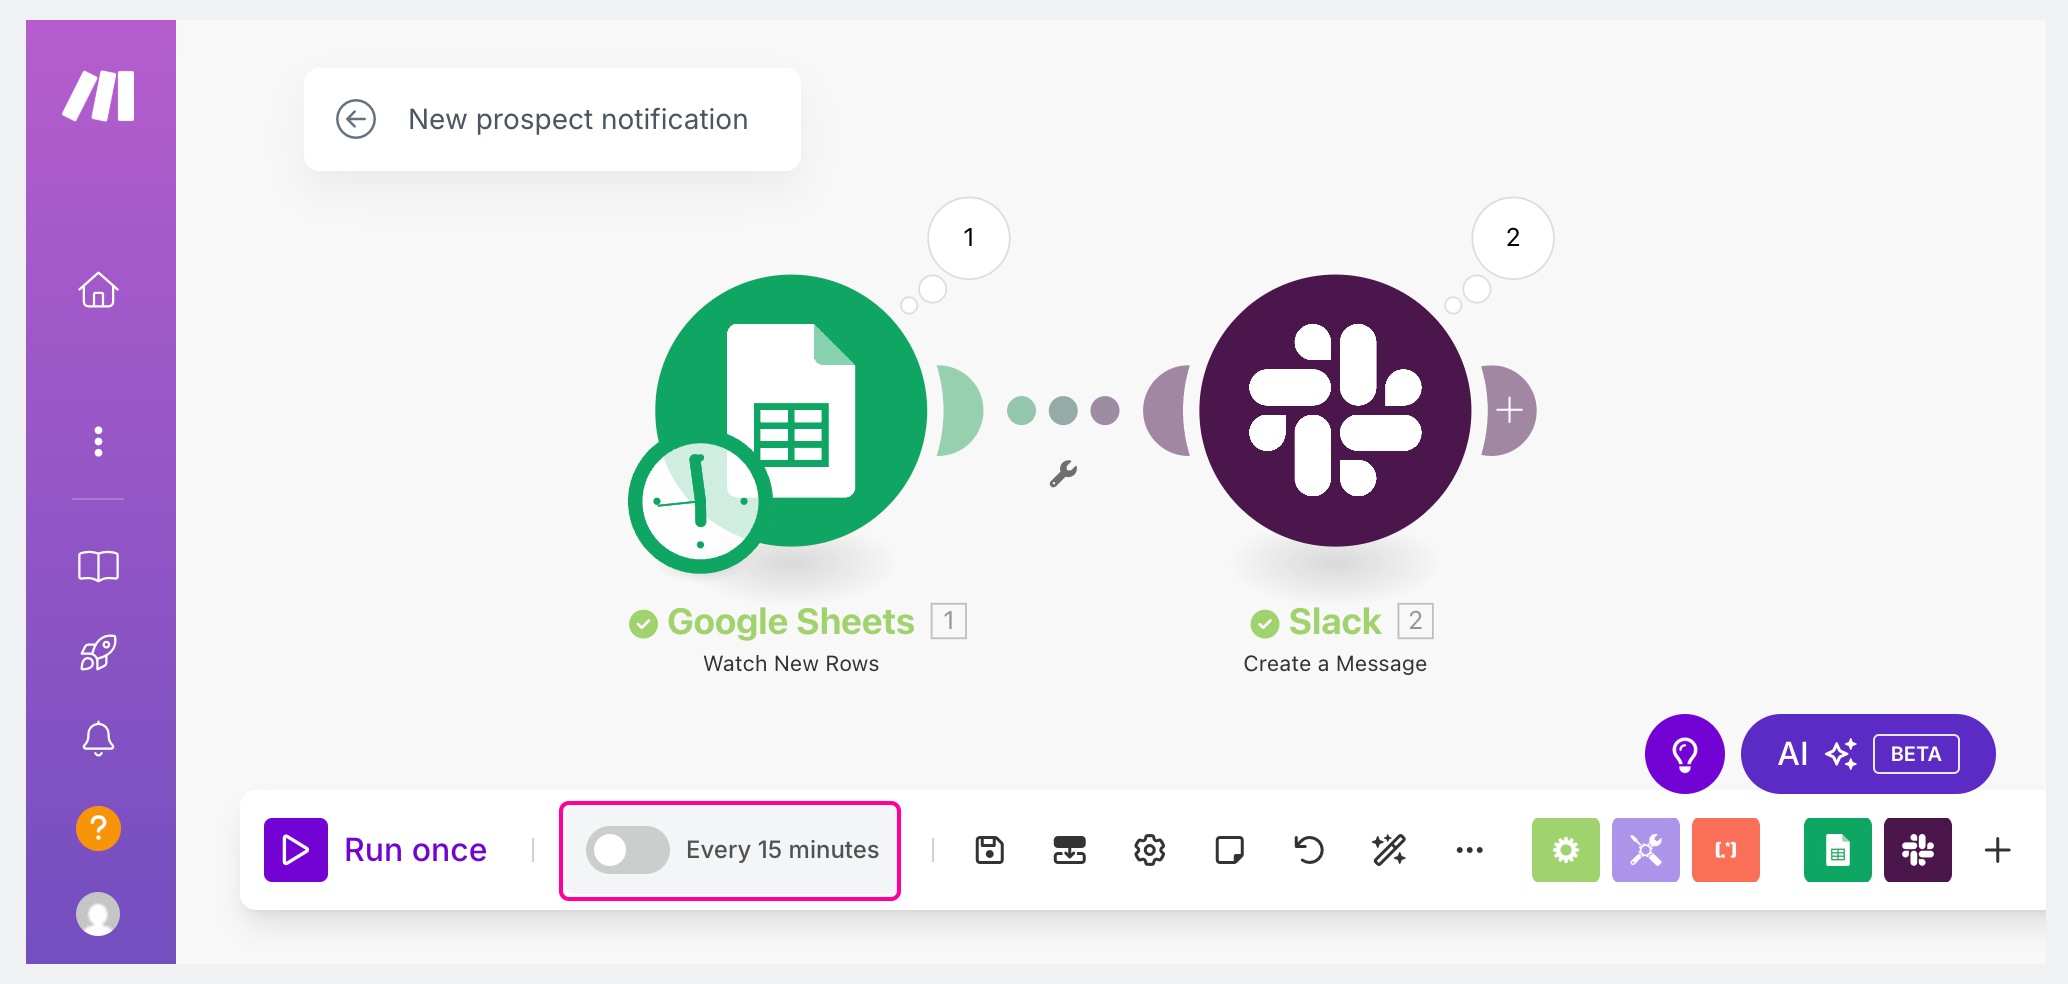 New prospect notification
1
2
Google Sheets 1
Watch New Rows
Slack 2
Create a Message
AI BETA
?
Run once
Every 15 minutes